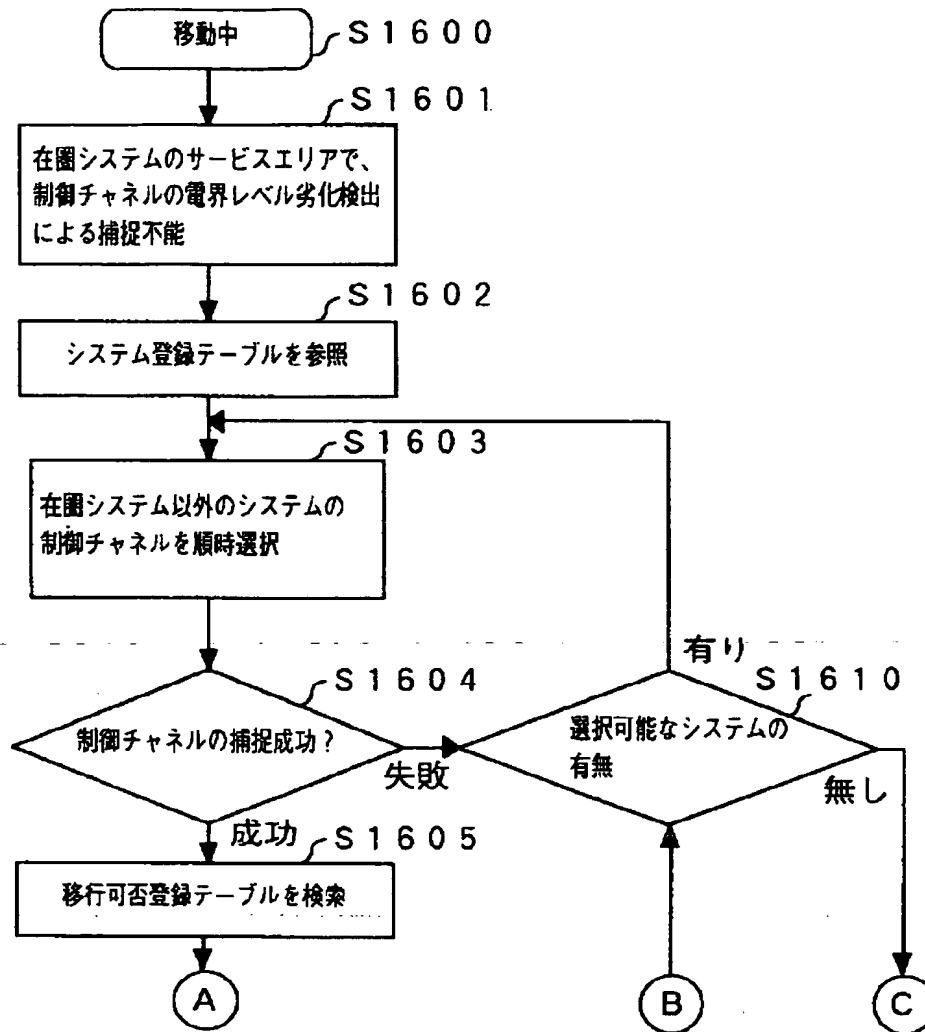 移動中
S1600
S1601
在圏システムのサービスエリアで、
制御チャネルの電界レベル劣化検出
による捕捉不能
S1602
システム登録テーブルを参照
S1603
在圏システム以外のシステムの
制御チャネルを順時選択
有り
S1604
S1610
制御チャネルの捕捉成功?
選択可能なシステムの
有無
失敗
無し
成功
S1605
移行可否登録テーブルを検索
A
B
C